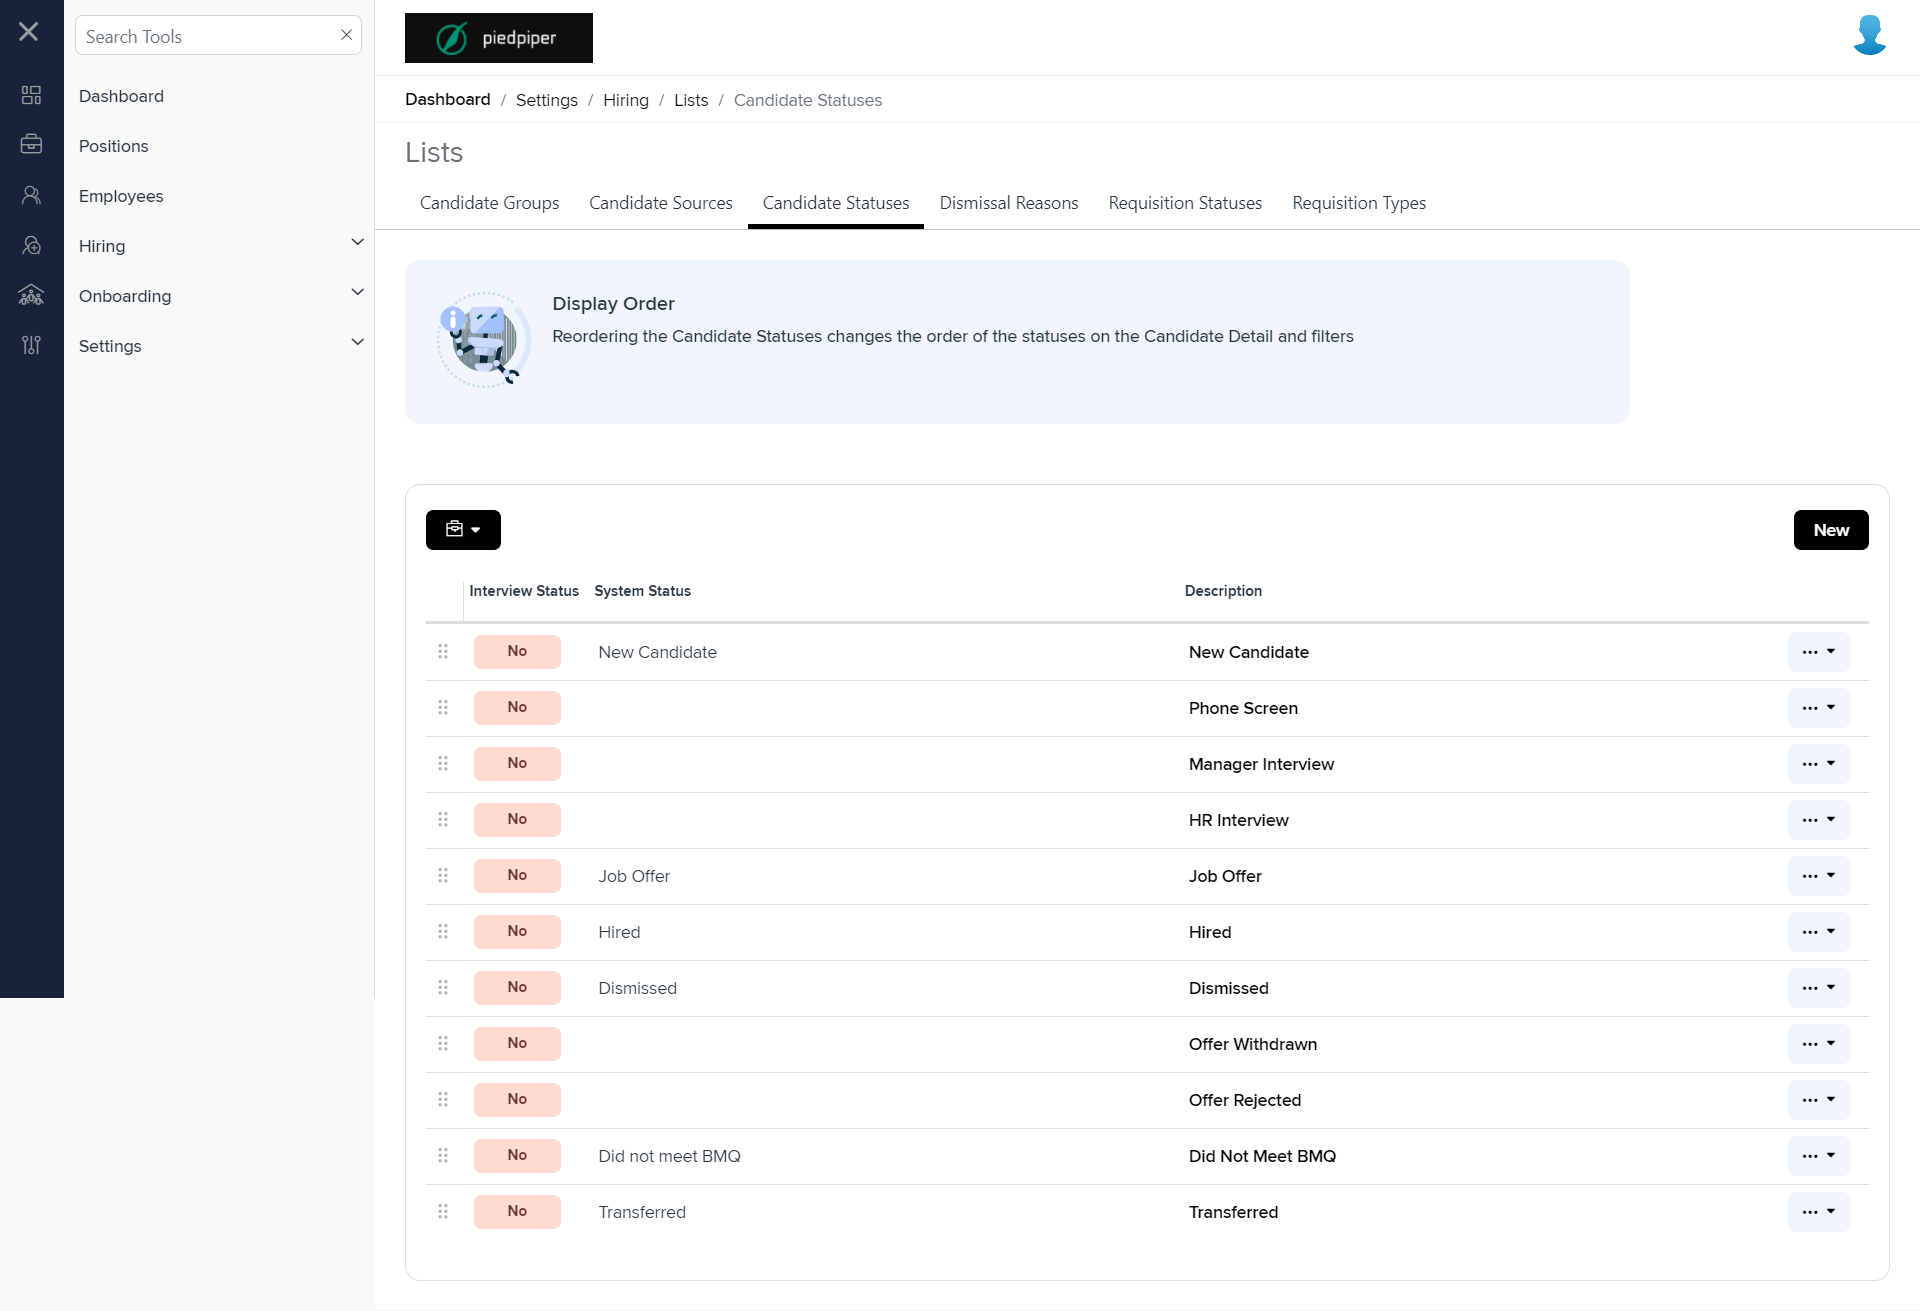 Search Tools
Dashboard
Positions
Employees
Hiring
Onboarding
Settings
piedpiper
Dashboard / Settings / Hiring / Lists / Candidate Statuses
Lists
Candidate Groups Candidate Sources Candidate Statuses Dismissal Reasons Requisition Statuses Requisition Types
Display Order
Reordering the Candidate Statuses changes the order of the statuses on the Candidate Detail and filters
New
Interview Status System Status Description
No New Candidate New Candidate
No Phone Screen
No Manager Interview
No HR Interview
No Job Offer Job Offer
No Hired Hired
No Dismissed Dismissed
No Offer Withdrawn
No Offer Rejected
No Did not meet BMQ Did Not Meet BMQ
No Transferred Transferred